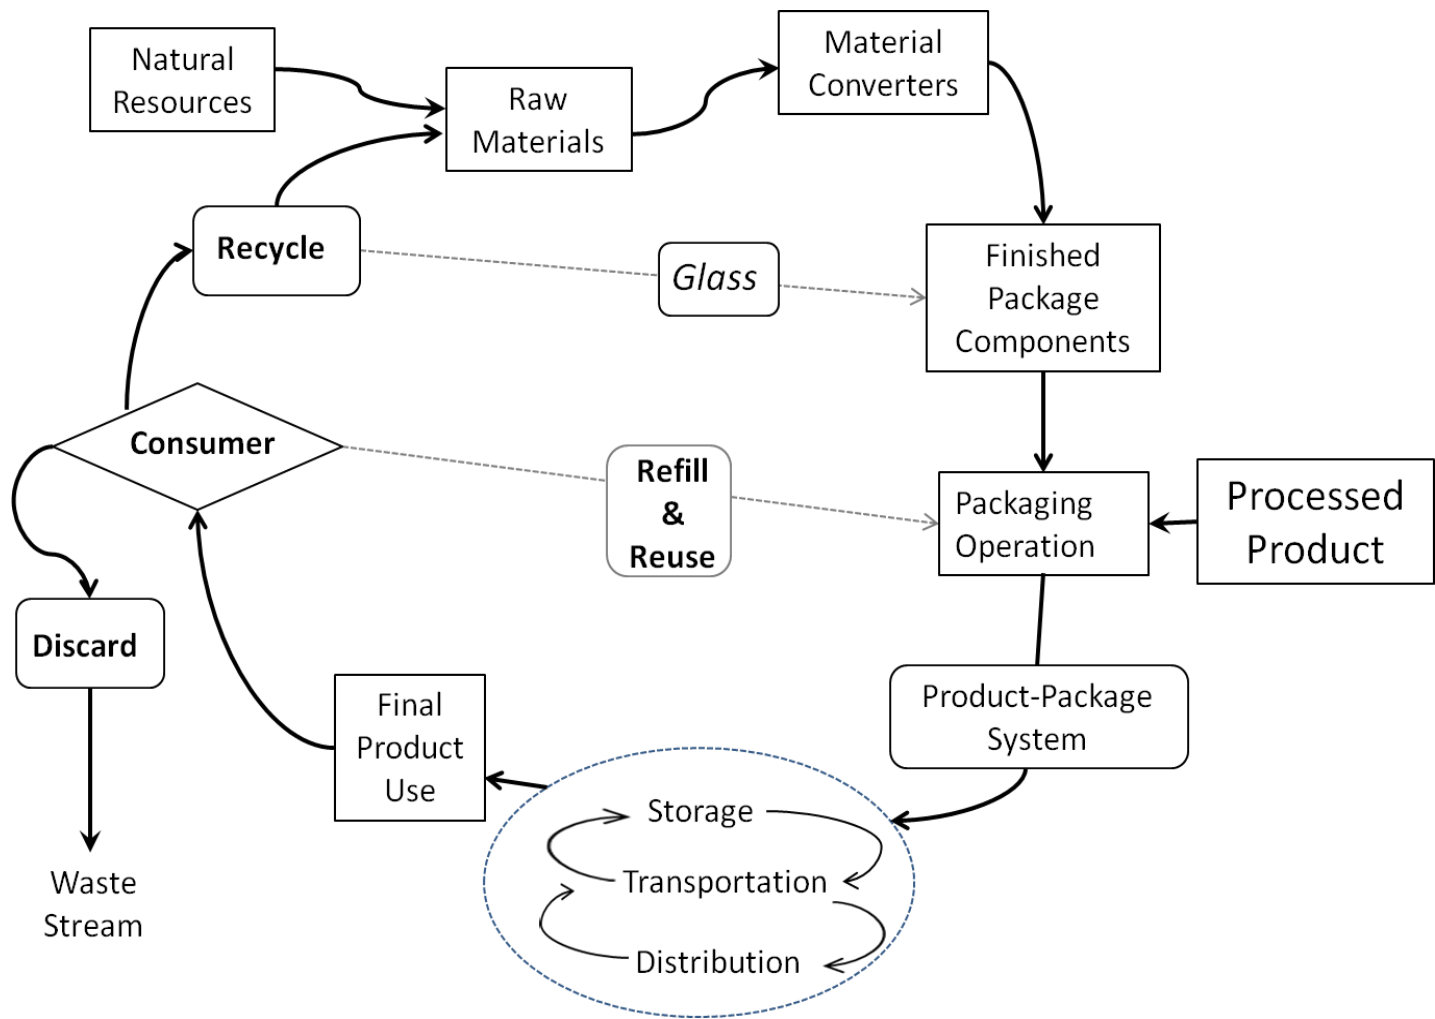 Natural
Resources
Raw
Materials
Material
Converters
Recycle
Glass
Finished
Package
Components
Consumer
Refill
&
Reuse
Packaging
Operation
Processed
Product
Discard
Product-Package
System
Final
Product
Use
Storage
Transportation
Distribution
Waste
Stream